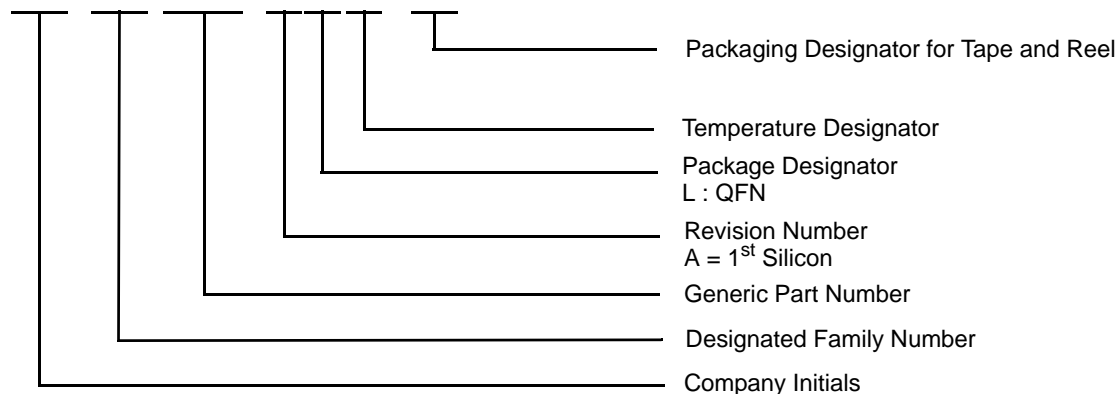 Packaging Designator for Tape and Reel
Temperature Designator
Package Designator
L : QFN
Revision Number
A = 1st Silicon
Generic Part Number
Designated Family Number
Company Initials